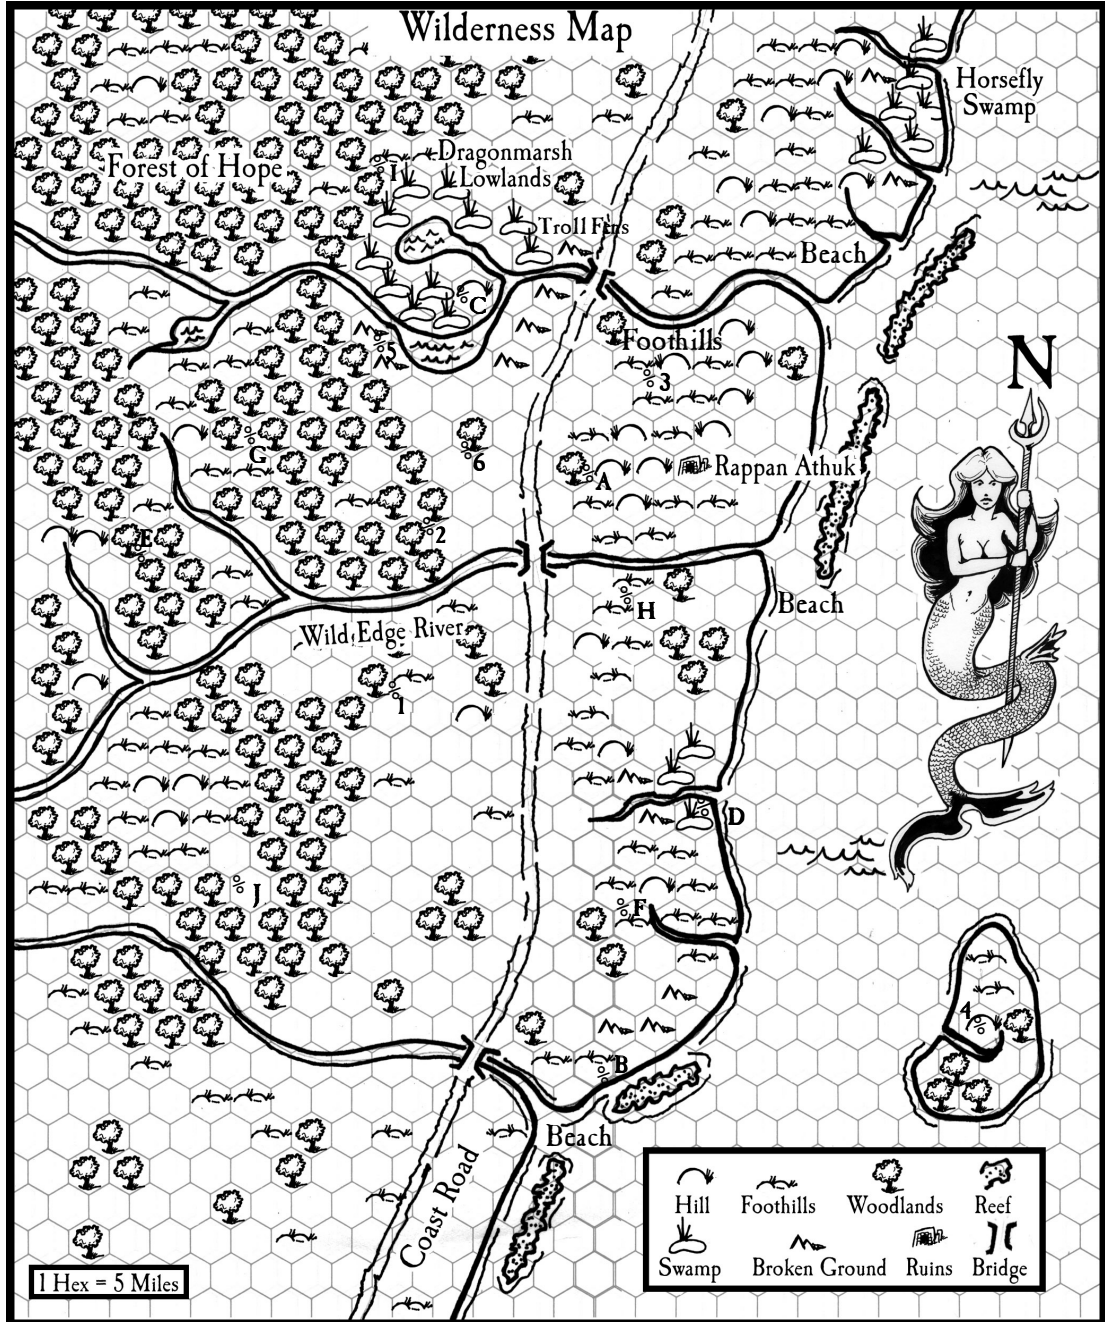 Wilderness Map
Horsefly
Swamp
Forest of Hope
1
Dragonmarsh
Lowlands
Troll Fens
Beach
C
Foothills
5
3
N
G
6
A
Rappan Athuk
E
2
H
Beach
Wild Edge River
1
D
J
F
4
B
Beach
Coast Road
Hill
Foothills
Woodlands
Reef
Swamp
Broken Ground
Ruins
Bridge
1 Hex = 5 Miles